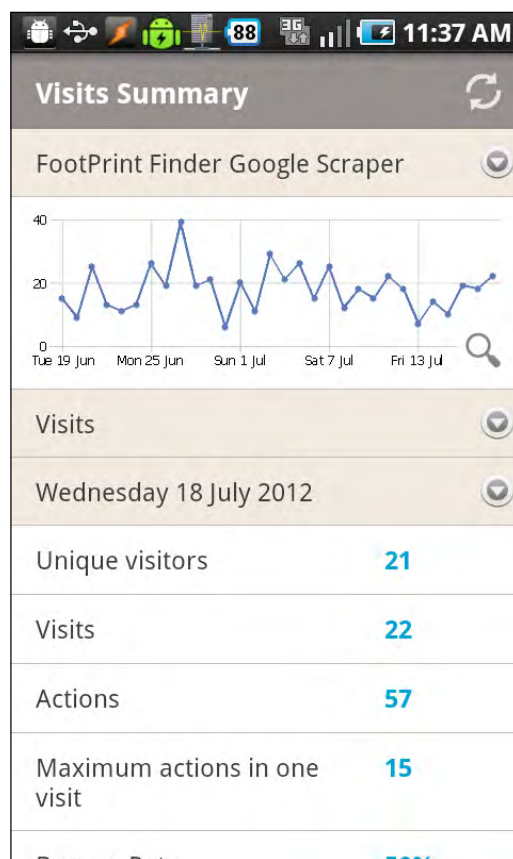 88 3G 11:37 AM
Visits Summary
FootPrint Finder Google Scraper
40
20
0
Tue 19 Jun Mon 25 Jun Sun 1 Jul Sat 7 Jul Fri 13 Jul
Visits
Wednesday 18 July 2012
Unique visitors 21
Visits 22
Actions 57
Maximum actions in one
visit 15